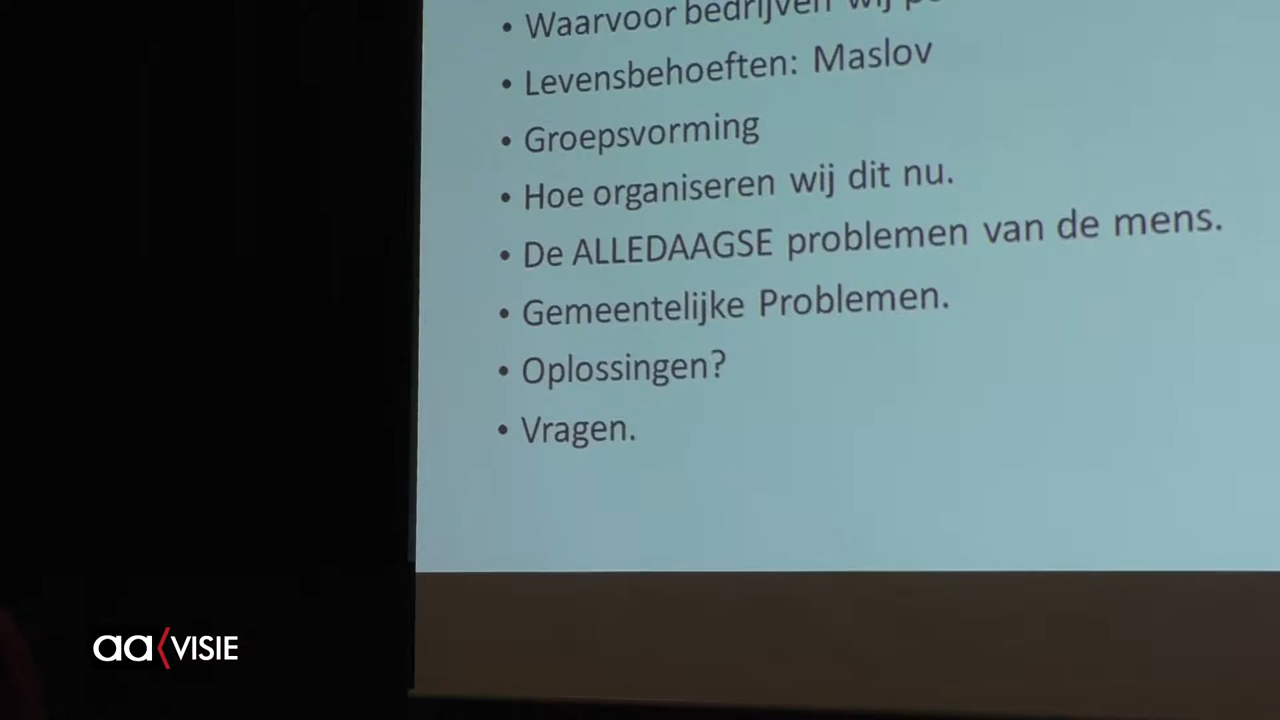 • Waarvoor bedrijven wij
• Levensbehoeften: Maslov
• Groepsvorming
• Hoe organiseren wij dit nu.
• De ALLEDAAGSE problemen van de mens.
• Gemeentelijke Problemen.
• Oplossingen?
• Vragen.
aa VISIE